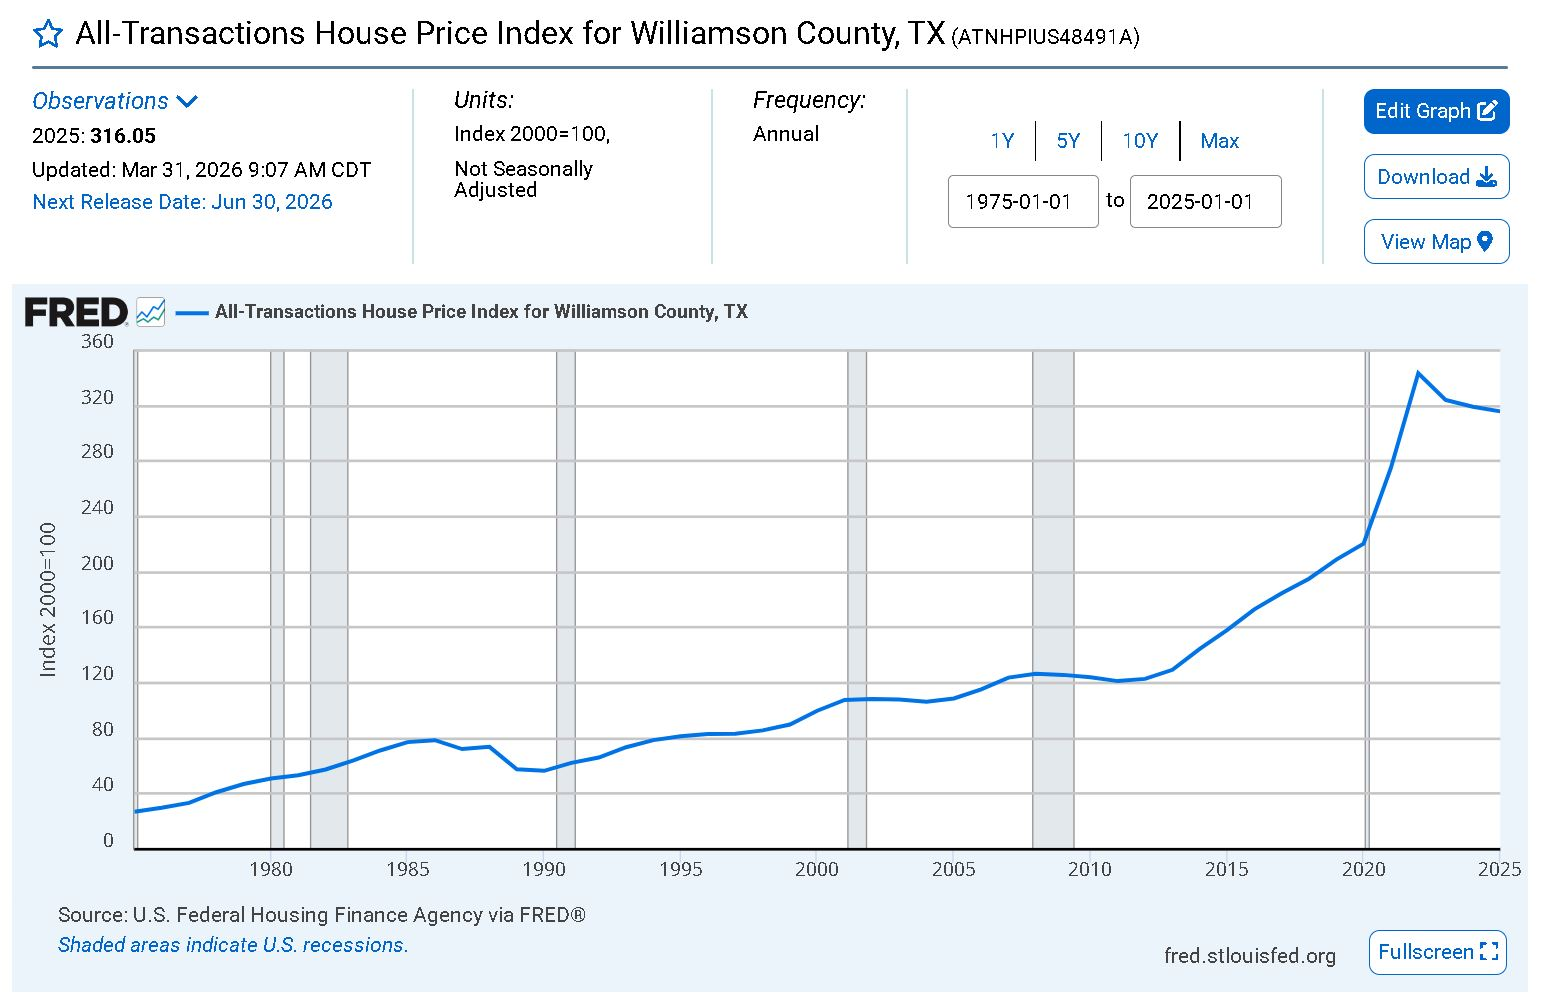 All-Transactions House Price Index for Williamson County, TX (ATNHPIUS48491A)
Observations
2025: 316.05
Updated: Mar 31, 2026 9:07 AM CDT
Next Release Date: Jun 30, 2026
Units:
Index 2000=100,
Not Seasonally
Adjusted
Frequency:
Annual
1Y 5Y 10Y Max
1975-01-01 to 2025-01-01
Edit Graph
Download
View Map
FRED® All-Transactions House Price Index for Williamson County, TX
360
320
280
240
200
160
120
80
40
0
Index 2000=100
1980 1985 1990 1995 2000 2005 2010 2015 2020 2025
Source: U.S. Federal Housing Finance Agency via FRED®
Shaded areas indicate U.S. recessions.
fred.stlouisfed.org
Fullscreen